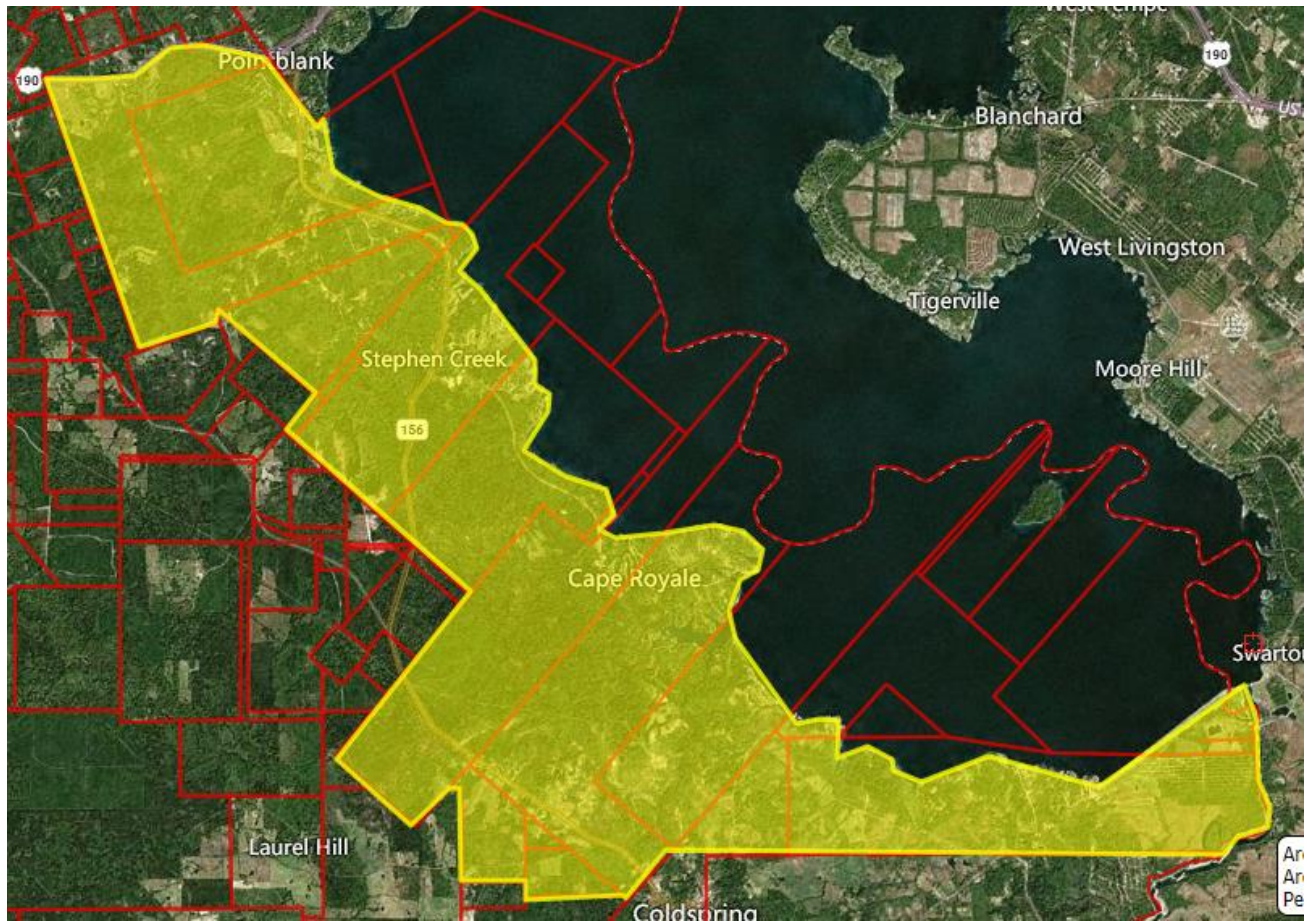 West Tempe
190
Pointblank
190
US
Blanchard
West Livingston
Tigerville
Stephen Creek
Moore Hill
156
Cape Royale
Laurel Hill
Coldspring